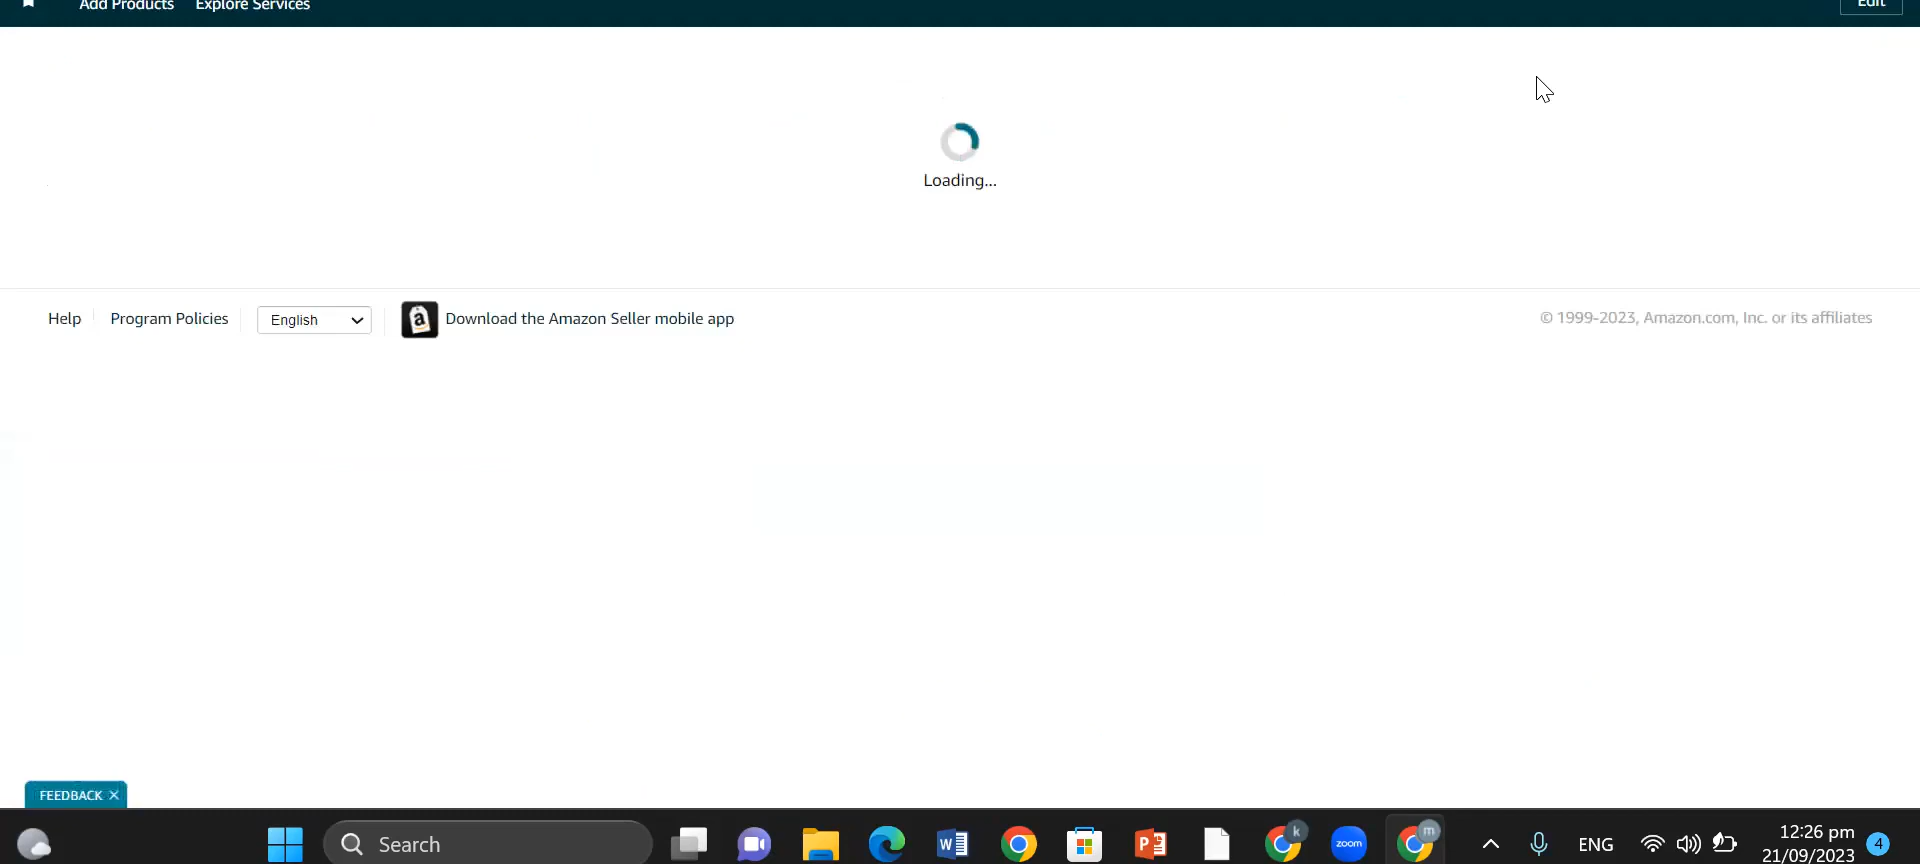 Add Products Explore Services Edit
Loading...
Help Program Policies English Download the Amazon Seller mobile app © 1999-2023, Amazon.com, Inc. or its affiliates
FEEDBACK ×
Search zoom k m ENG 12:26 pm 4
21/09/2023